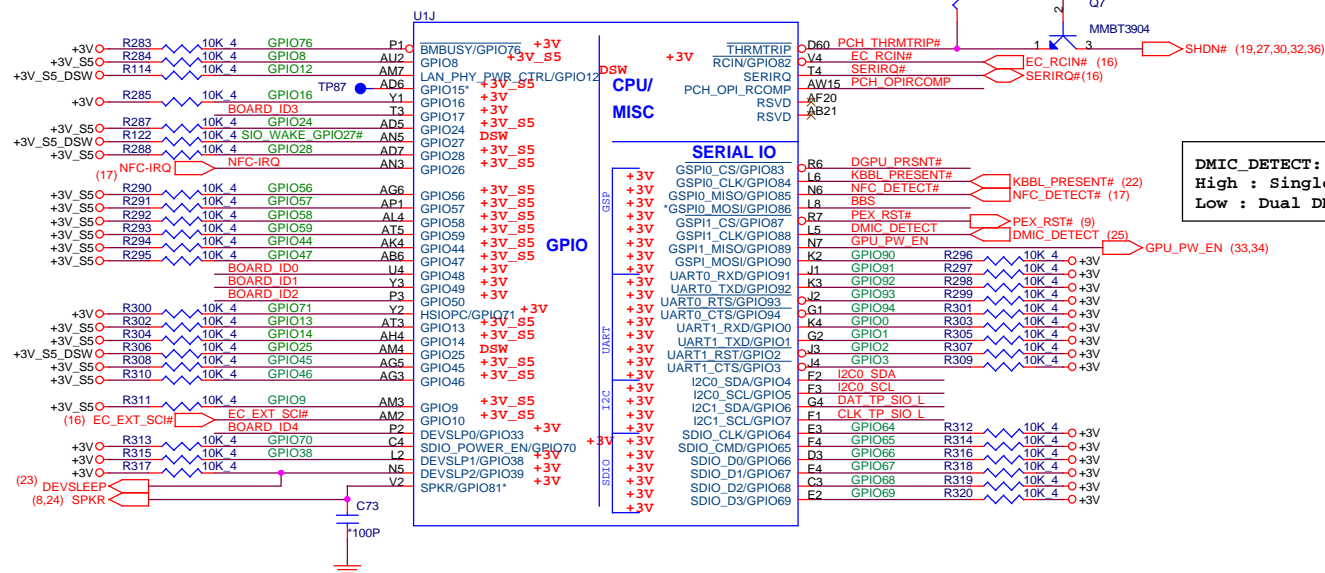 U1J
Q7
MMBT3904
2
1
3
SHDN# (19,27,30,32,36)
+3V R283 10K_4 GPIO76 P1 BMBUSY/GPIO76 +3V
+3V_S5 R284 10K_4 GPIO8 AU2 GPIO8 +3V_S5
+3V_S5_DSW R114 10K_4 GPIO12 AM7 LAN_PHY_PWR_CTRL/GPIO12 DSW
TP87 AD6 GPIO15* +3V_S5
+3V R285 10K_4 GPIO16 Y1 GPIO16 +3V
BOARD_ID3 T3 GPIO17 +3V
+3V_S5 R287 10K_4 GPIO24 AD5 GPIO24 +3V_S5
+3V_S5_DSW R122 10K_4 SIO_WAKE_GPIO27# AN5 GPIO27 DSW
+3V_S5 R288 10K_4 GPIO28 AD7 GPIO28 +3V_S5
(17) NFC-IRQ NFC-IRQ AN3 GPIO26 +3V_S5
+3V_S5 R290 10K_4 GPIO56 AG6 GPIO56 +3V_S5
+3V_S5 R291 10K_4 GPIO57 AP1 GPIO57 +3V_S5
+3V_S5 R292 10K_4 GPIO58 AL4 GPIO58 +3V_S5
+3V_S5 R293 10K_4 GPIO59 AT5 GPIO59 +3V_S5
+3V_S5 R294 10K_4 GPIO44 AK4 GPIO44 +3V_S5
+3V_S5 R295 10K_4 GPIO47 AB6 GPIO47 +3V_S5
BOARD_ID0 U4 GPIO48 +3V
BOARD_ID1 Y3 GPIO49 +3V
BOARD_ID2 P3 GPIO50 +3V
+3V R300 10K_4 GPIO71 Y2 HSIOPC/GPIO71 +3V
+3V_S5 R302 10K_4 GPIO13 AT3 GPIO13 +3V_S5
+3V_S5 R304 10K_4 GPIO14 AH4 GPIO14 +3V_S5
+3V_S5_DSW R306 10K_4 GPIO25 AM4 GPIO25 DSW
+3V_S5 R308 10K_4 GPIO45 AG5 GPIO45 +3V_S5
+3V_S5 R310 10K_4 GPIO46 AG3 GPIO46 +3V_S5
+3V_S5 R311 10K_4 GPIO9 AM3 GPIO9 +3V_S5
(16) EC_EXT_SCI# EC_EXT_SCI# AM2 GPIO10 +3V_S5
BOARD_ID4 P2 DEVSLP0/GPIO33 +3V
+3V R313 10K_4 GPIO70 C4 SDIO_POWER_EN/GPIO70 +3V
+3V R315 10K_4 GPIO38 L2 DEVSLP1/GPIO38 +3V
+3V R317 10K_4 N5 DEVSLP2/GPIO39 +3V
(23) DEVSLEEP
V2 SPKR/GPIO81* +3V
(8,24) SPKR
C73
*100P
CPU/
MISC
GPIO
SERIAL IO
GSP
UART
I2C
SDIO
+3V THRMTRIP D60 PCH_THRMTRIP#
RCIN/GPIO82 V4 EC_RCIN# EC_RCIN# (16)
SERIRQ T4 SERIRQ# SERIRQ#(16)
PCH_OPI_RCOMP AW15 PCH_OPIRCOMP
RSVD AF20
RSVD AB21
+3V GSPI0_CS/GPIO83 R6 DGPU_PRSNT#
+3V GSPI0_CLK/GPIO84 L6 KBBL_PRESENT# KBBL_PRESENT# (22)
+3V GSPI0_MISO/GPIO85 N6 NFC_DETECT# NFC_DETECT# (17)
+3V *GSPI0_MOSI/GPIO86 L8 BBS
+3V GSPI1_CS/GPIO87 R7 PEX_RST# PEX_RST# (9)
+3V GSPI1_CLK/GPIO88 L5 DMIC_DETECT DMIC_DETECT (25)
+3V GSPI1_MISO/GPIO89 N7 GPU_PW_EN GPU_PW_EN (33,34)
+3V GSPI_MOSI/GPIO90 K2 GPIO90 R296 10K_4 +3V
+3V UART0_RXD/GPIO91 J1 GPIO91 R297 10K_4 +3V
+3V UART0_TXD/GPIO92 K3 GPIO92 R298 10K_4 +3V
+3V UART0_RTS/GPIO93 J2 GPIO93 R299 10K_4 +3V
+3V UART0_CTS/GPIO94 G1 GPIO94 R301 10K_4 +3V
+3V UART1_RXD/GPIO0 K4 GPIO0 R303 10K_4 +3V
+3V UART1_TXD/GPIO1 G2 GPIO1 R305 10K_4 +3V
+3V UART1_RST/GPIO2 J3 GPIO2 R307 10K_4 +3V
+3V UART1_CTS/GPIO3 J4 GPIO3 R309 10K_4 +3V
+3V I2C0_SDA/GPIO4 F2 I2C0_SDA
+3V I2C0_SCL/GPIO5 F3 I2C0_SCL
+3V I2C1_SDA/GPIO6 G4 DAT_TP_SIO_L
+3V I2C1_SCL/GPIO7 F1 CLK_TP_SIO_L
+3V SDIO_CLK/GPIO64 E3 GPIO64 R312 10K_4 +3V
+3V SDIO_CMD/GPIO65 F4 GPIO65 R314 10K_4 +3V
+3V SDIO_D0/GPIO66 D3 GPIO66 R316 10K_4 +3V
+3V SDIO_D1/GPIO67 E4 GPIO67 R318 10K_4 +3V
+3V SDIO_D2/GPIO68 C3 GPIO68 R319 10K_4 +3V
+3V SDIO_D3/GPIO69 E2 GPIO69 R320 10K_4 +3V
DMIC_DETECT:
High : Single
Low : Dual